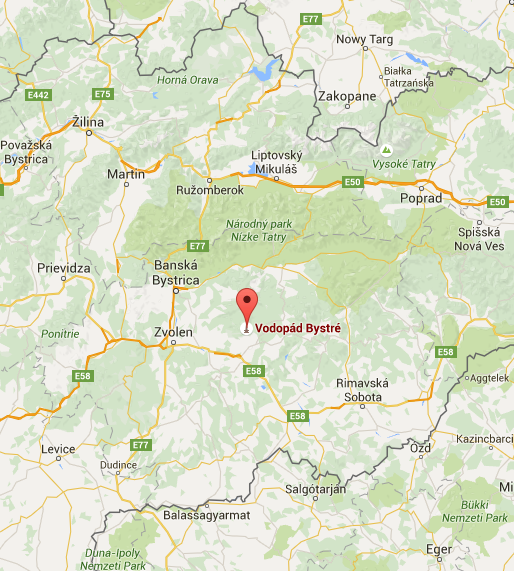 E77
Nowy Targ
Białka
Tatrzańska
Horná Orava
E442
E75
Zakopane
Žilina
Považská
Bystrica
Vysoké Tatry
Liptovský
Mikuláš
Martin
Ružomberok
E50
Poprad
E50
Národný park
Nízke Tatry
Spišská
Nová Ves
E77
Prievidza
Banská
Bystrica
Vodopád Bystré
Ponitrie
Zvolen
E58
E58
E58
Aggtelek
Rimavská
Sobota
E58
E77
Kazincbarci
Levice
Ózd
Dudince
Salgótarján
Mi
Balassagyarmat
Bükki
Nemzeti Park
Duna-Ipoly
Nemzeti Park
Eger